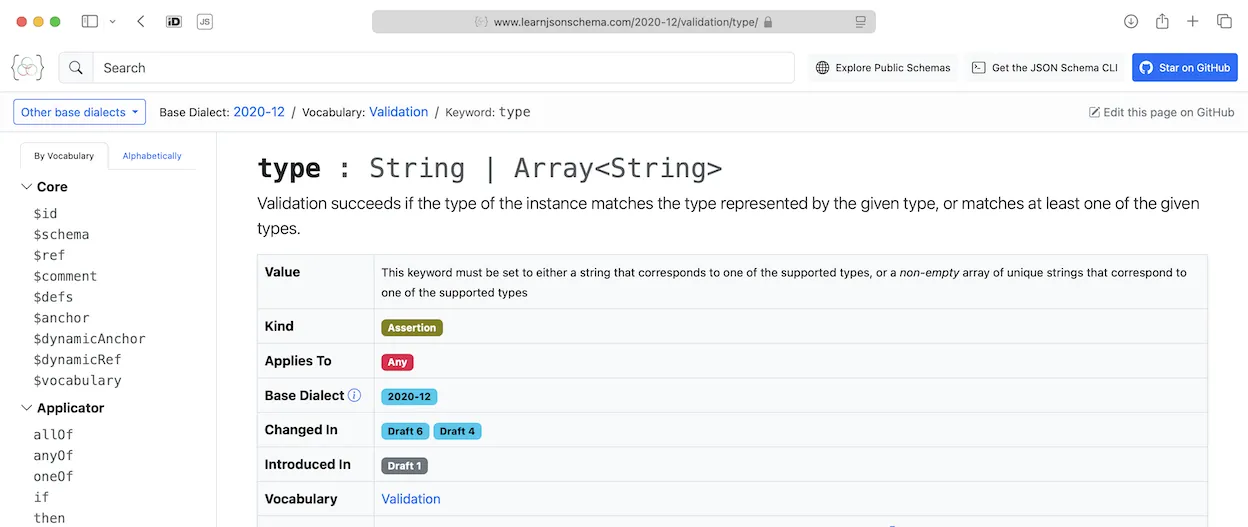 iD
JS
www.learnjsonschema.com/2020-12/validation/type/
Search
Explore Public Schemas
Get the JSON Schema CLI
Star on GitHub
Other base dialects
Base Dialect: 2020-12 / Vocabulary: Validation / Keyword: type
Edit this page on GitHub
By Vocabulary
Alphabetically
Core
$id
$schema
$ref
$comment
$defs
$anchor
$dynamicAnchor
$dynamicRef
$vocabulary
Applicator
allOf
anyOf
oneOf
if
then
type : String | Array<String>
Validation succeeds if the type of the instance matches the type represented by the given type, or matches at least one of the given
types.
Value
This keyword must be set to either a string that corresponds to one of the supported types, or a non-empty array of unique strings that correspond to
one of the supported types
Kind
Assertion
Applies To
Any
Base Dialect
2020-12
Changed In
Draft 6 Draft 4
Introduced In
Draft 1
Vocabulary
Validation